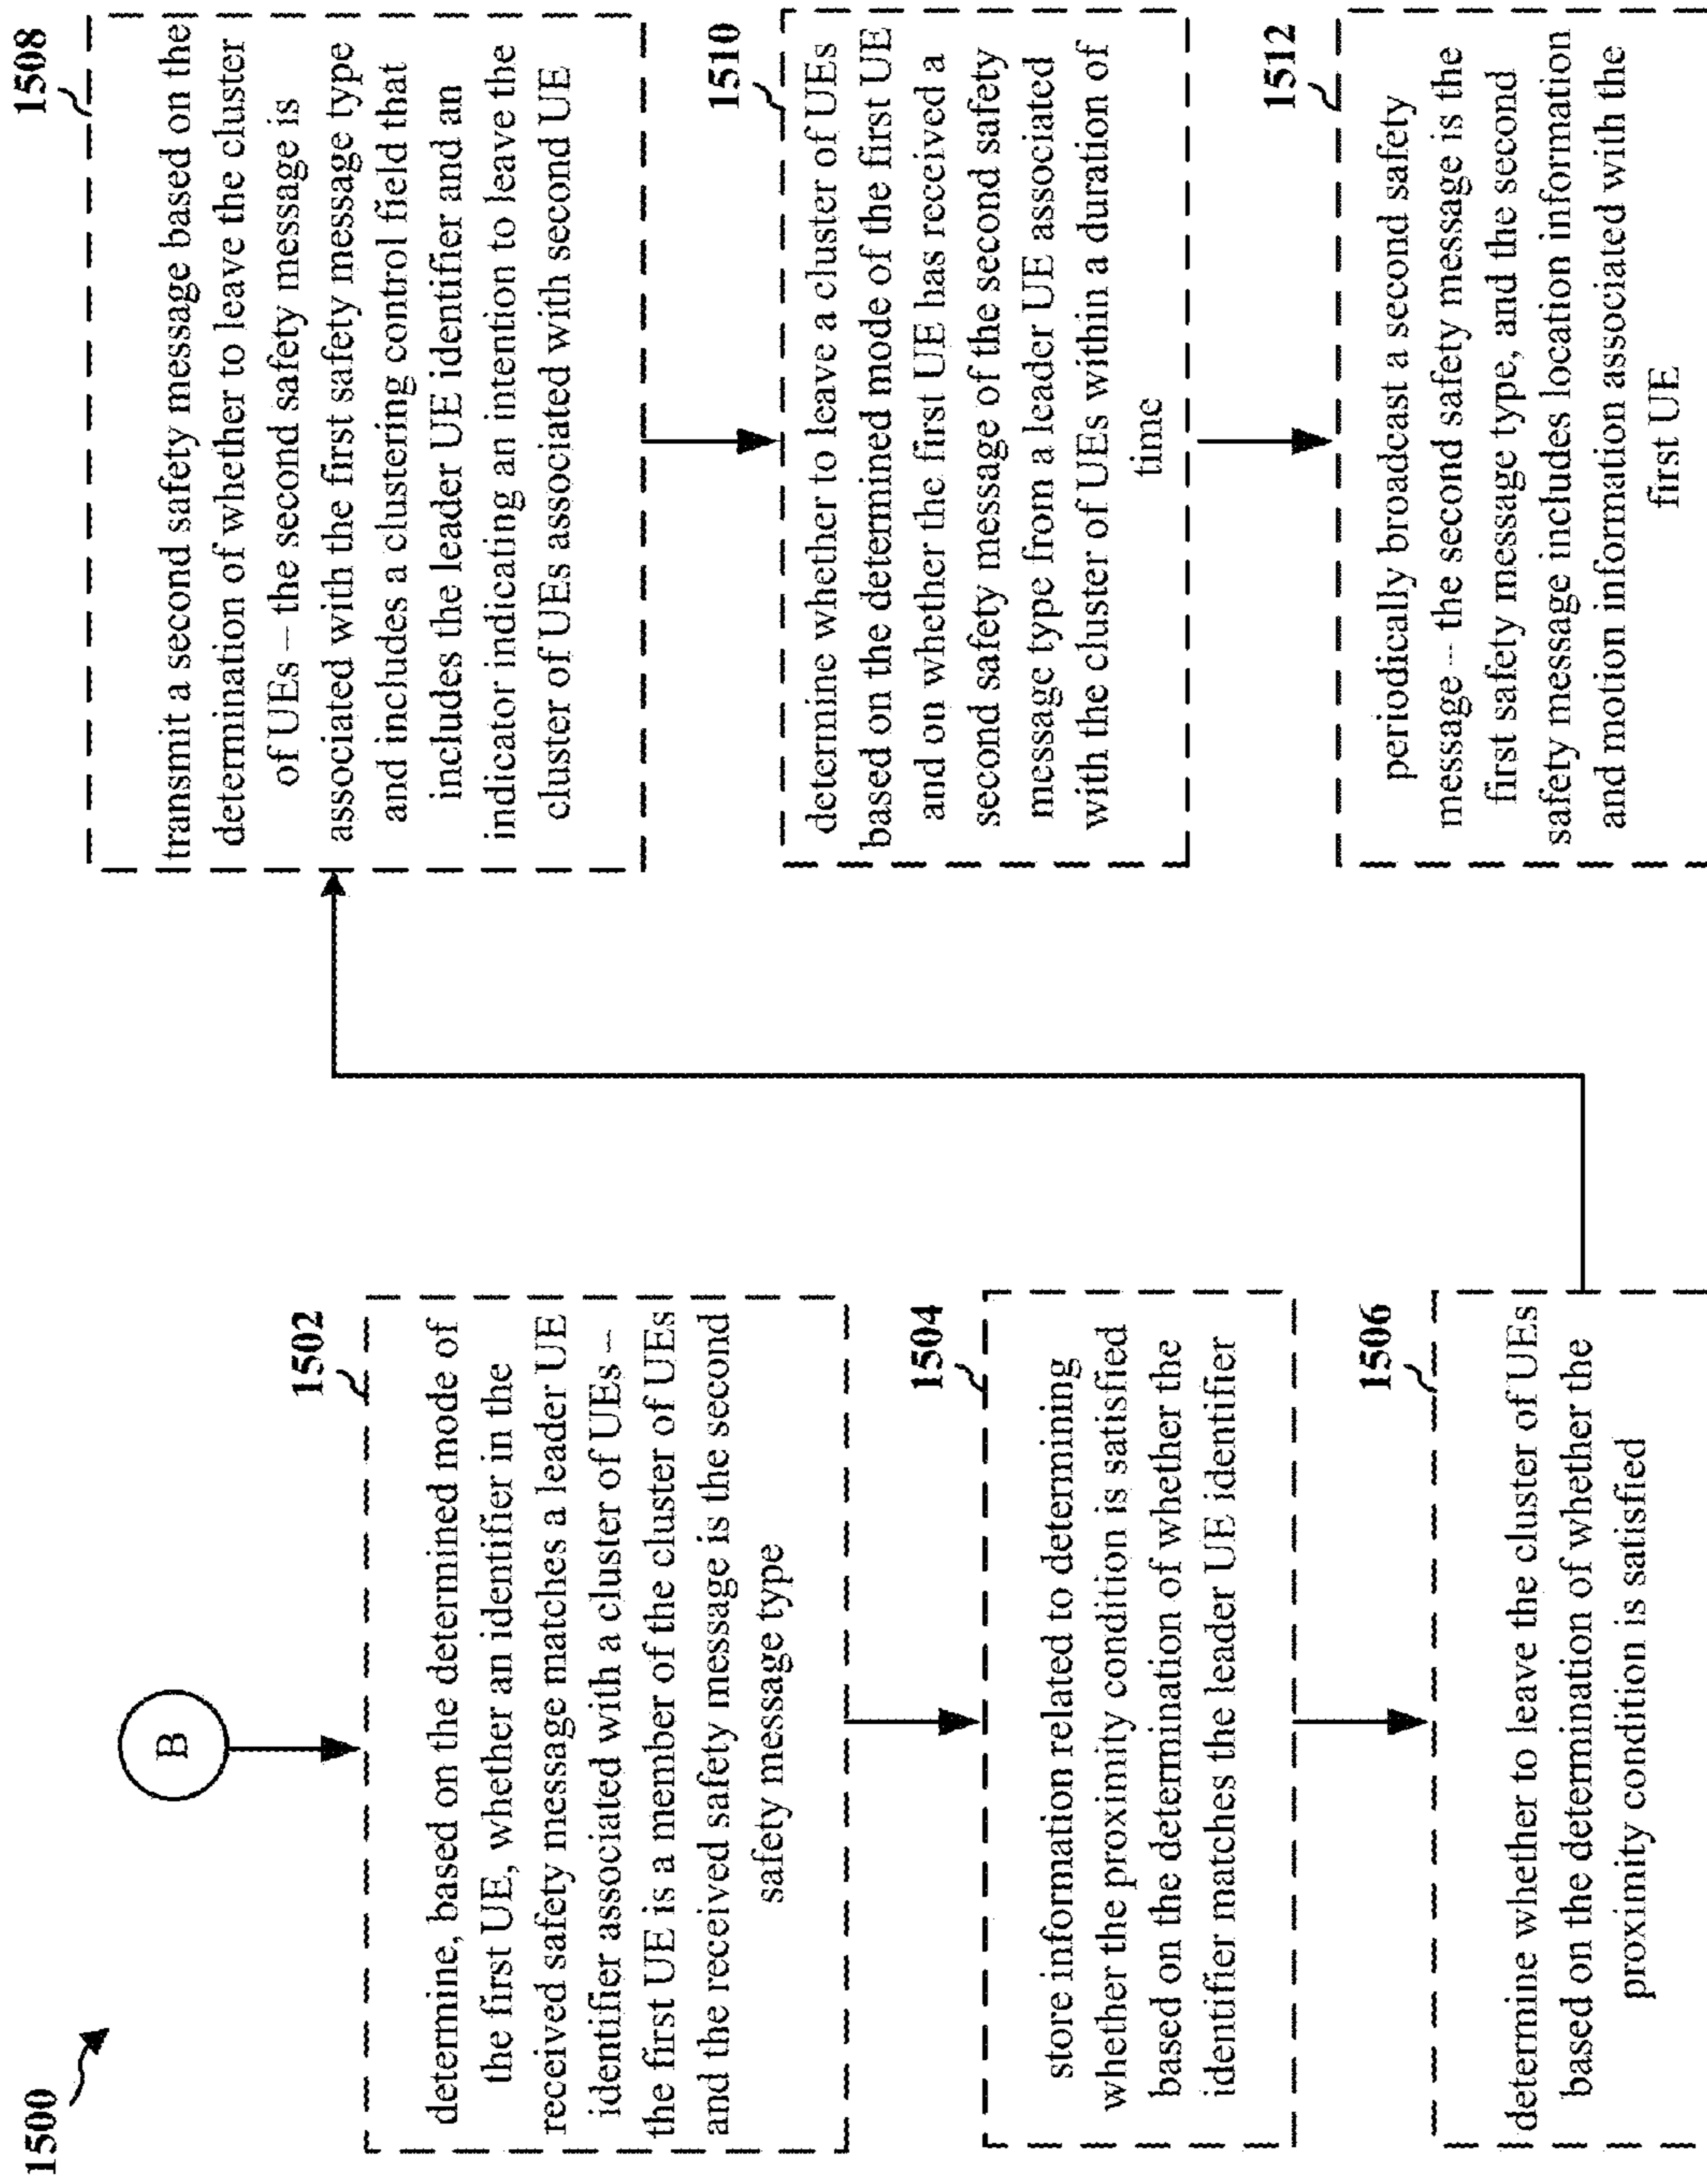 1500
B
1502
determine, based on the determined mode of
the first UE, whether an identifier in the
received safety message matches a leader UE
identifier associated with a cluster of UEs –
the first UE is a member of the cluster of UEs
and the received safety message is the second
safety message type
1504
store information related to determining
whether the proximity condition is satisfied
based on the determination of whether the
identifier matches the leader UE identifier
1506
determine whether to leave the cluster of UEs
based on the determination of whether the
proximity condition is satisfied
1508
transmit a second safety message based on the
determination of whether to leave the cluster
of UEs – the second safety message is
associated with the first safety message type
and includes a clustering control field that
includes the leader UE identifier and an
indicator indicating an intention to leave the
cluster of UEs associated with second UE
1510
determine whether to leave a cluster of UEs
based on the determined mode of the first UE
and on whether the first UE has received a
second safety message of the second safety
message type from a leader UE associated
with the cluster of UEs within a duration of
time
1512
periodically broadcast a second safety
message – the second safety message is the
first safety message type, and the second
safety message includes location information
and motion information associated with the
first UE